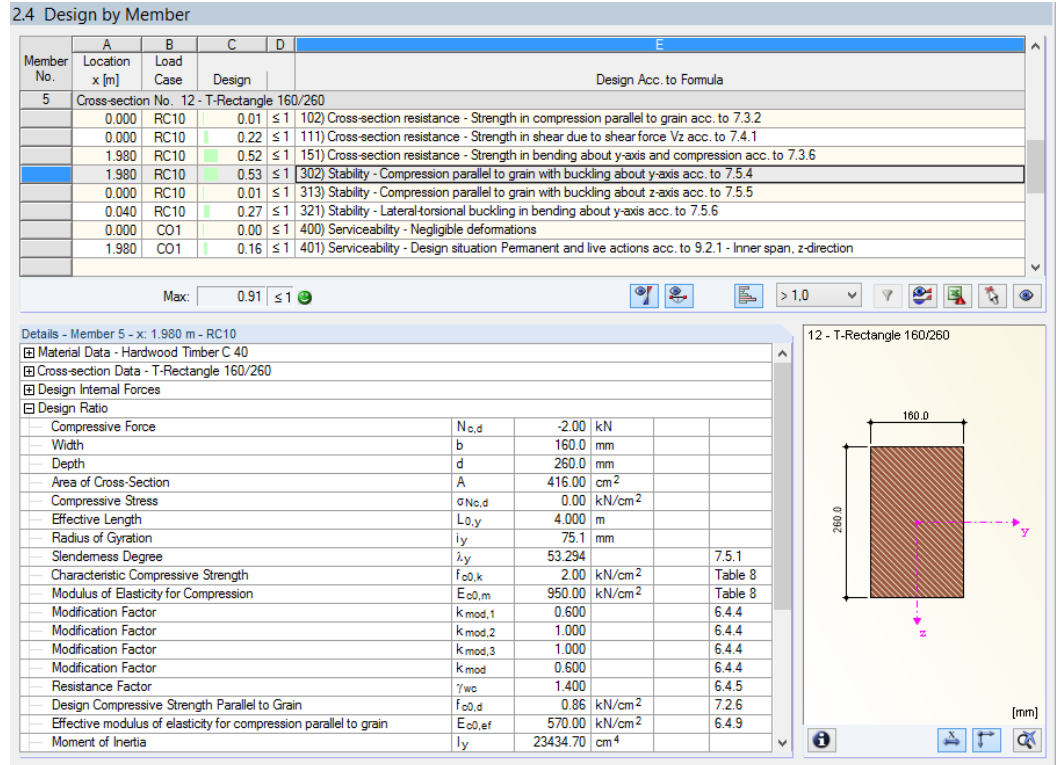 2.4 Design by Member
A B C D E
Member Location Load
No. x [m] Case Design Design Acc. to Formula
5 Cross-section No. 12 - T-Rectangle 160/260
0.000 RC10 0.01 ≤ 1 102) Cross-section resistance - Strength in compression parallel to grain acc. to 7.3.2
0.000 RC10 0.22 ≤ 1 111) Cross-section resistance - Strength in shear due to shear force Vz acc. to 7.4.1
1.980 RC10 0.52 ≤ 1 151) Cross-section resistance - Strength in bending about y-axis and compression acc. to 7.3.6
1.980 RC10 0.53 ≤ 1 302) Stability - Compression parallel to grain with buckling about y-axis acc. to 7.5.4
0.000 RC10 0.01 ≤ 1 313) Stability - Compression parallel to grain with buckling about z-axis acc. to 7.5.5
0.040 RC10 0.27 ≤ 1 321) Stability - Lateral-torsional buckling in bending about y-axis acc. to 7.5.6
0.000 CO1 0.00 ≤ 1 400) Serviceability - Negligible deformations
1.980 CO1 0.16 ≤ 1 401) Serviceability - Design situation Permanent and live actions acc. to 9.2.1 - Inner span, z-direction
Max: 0.91 ≤ 1 > 1,0
Details - Member 5 - x: 1.980 m - RC10
Material Data - Hardwood Timber C 40
Cross-section Data - T-Rectangle 160/260
Design Internal Forces
Design Ratio
Compressive Force Nc,d -2.00 kN
Width b 160.0 mm
Depth d 260.0 mm
Area of Cross-Section A 416.00 cm²
Compressive Stress σNc,d 0.00 kN/cm²
Effective Length L0,y 4.000 m
Radius of Gyration iy 75.1 mm
Slenderness Degree λy 53.294 7.5.1
Characteristic Compressive Strength fc0,k 2.00 kN/cm² Table 8
Modulus of Elasticity for Compression Ec0,m 950.00 kN/cm² Table 8
Modification Factor kmod,1 0.600 6.4.4
Modification Factor kmod,2 1.000 6.4.4
Modification Factor kmod,3 1.000 6.4.4
Modification Factor kmod 0.600 6.4.4
Resistance Factor γwc 1.400 6.4.5
Design Compressive Strength Parallel to Grain fc0,d 0.86 kN/cm² 7.2.6
Effective modulus of elasticity for compression parallel to grain Ec0,ef 570.00 kN/cm² 6.4.9
Moment of Inertia Iy 23434.70 cm⁴
12 - T-Rectangle 160/260
160.0
260.0
y
z
[mm]